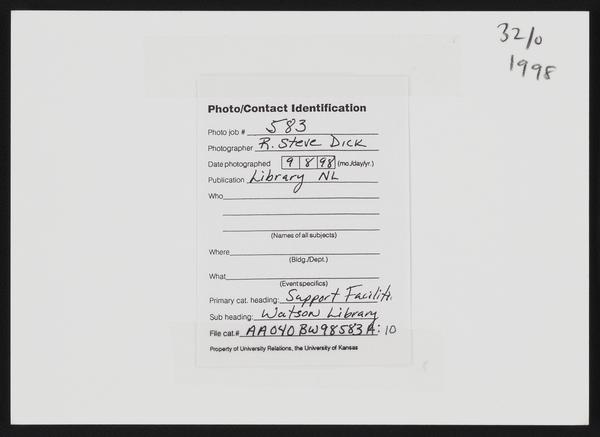 32/0
1998
Photo/Contact Identification
Photo job # 583
Photographer R. Steve Dick
Date photographed 9 8 98 (mo./day/yr.)
Publication Library NL
Who
(Names of all subjects)
Where
(Bldg./Dept.)
What
(Event specifics)
Primary cat. heading: Support Faciliti
Sub heading: Watson Library
File cat.# AA040 BW98583A: 10
Property of University Relations, the University of Kansas